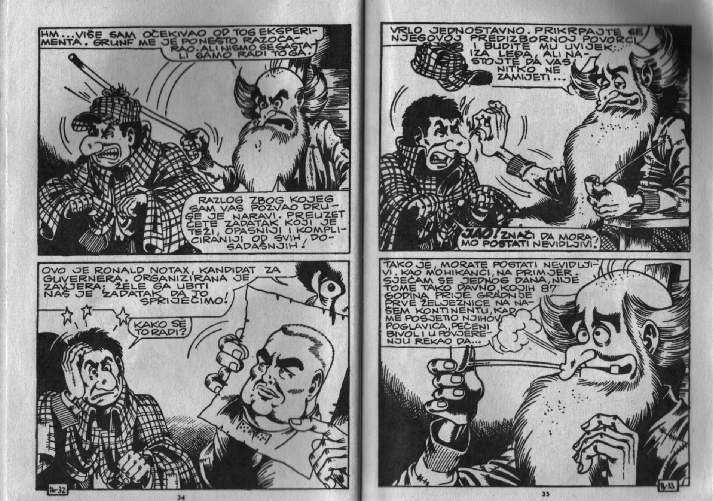 HM... VIŠE SAM OČEKIVAO OD TOG EKSPERI-
MENTA. GRUNF ME JE PONEŠTO RAZOČA-
RAO. ALI NISMO SE SASTA-
LI SAMO RADI TOGA.
RAZLOG ZBOG KOJEG
SAM VAS POZVAO DRU-
GE JE NARAVI. PREUZET
ĆETE ZADATAK KOJI JE
TEŽI, OPASNIJI I KOMPLI-
CIRANIJI OD SVIH DO-
SADAŠNJIH!
OVO JE RONALD NOTAX, KANDIDAT ZA
GUVERNERA. ORGANIZIRANA JE
ZAVJERA; ŽELE GA UBITI
NAŠ JE ZADATAK DA TO
SPRIJEČIMO!
KAKO SE
TO RADI?
14-32
34
VRLO JEDNOSTAVNO. PRIKRPAJTE SE
NJEGOVOJ PREDIZBORNOJ POVORCI
I BUDITE MU UVIJEK
IZA LEĐA, ALI NA-
STOJTE DA VAS
NITKO NE
ZAMIJETI...
JAO! ZNAČI DA MORA-
MO POSTATI NEVIDLJIVI!
TAKO JE, MORATE POSTATI NEVIDLJI-
VI. KAO MOHIKANCI, NA PRIMJER.
SJEĆAM SE JEDNOG DANA, NIJE
TOME TAKO DAVNO, KOJIH 57
GODINA PRIJE GRADNJE
PRVE ŽELJEZNICE NA NA-
ŠEM KONTINENTU, KAD
ME POSJETIO NJIHOV
POGLAVICA, PEČENI
BIVOL I U POVJERE-
NJU REKAO DA...
35